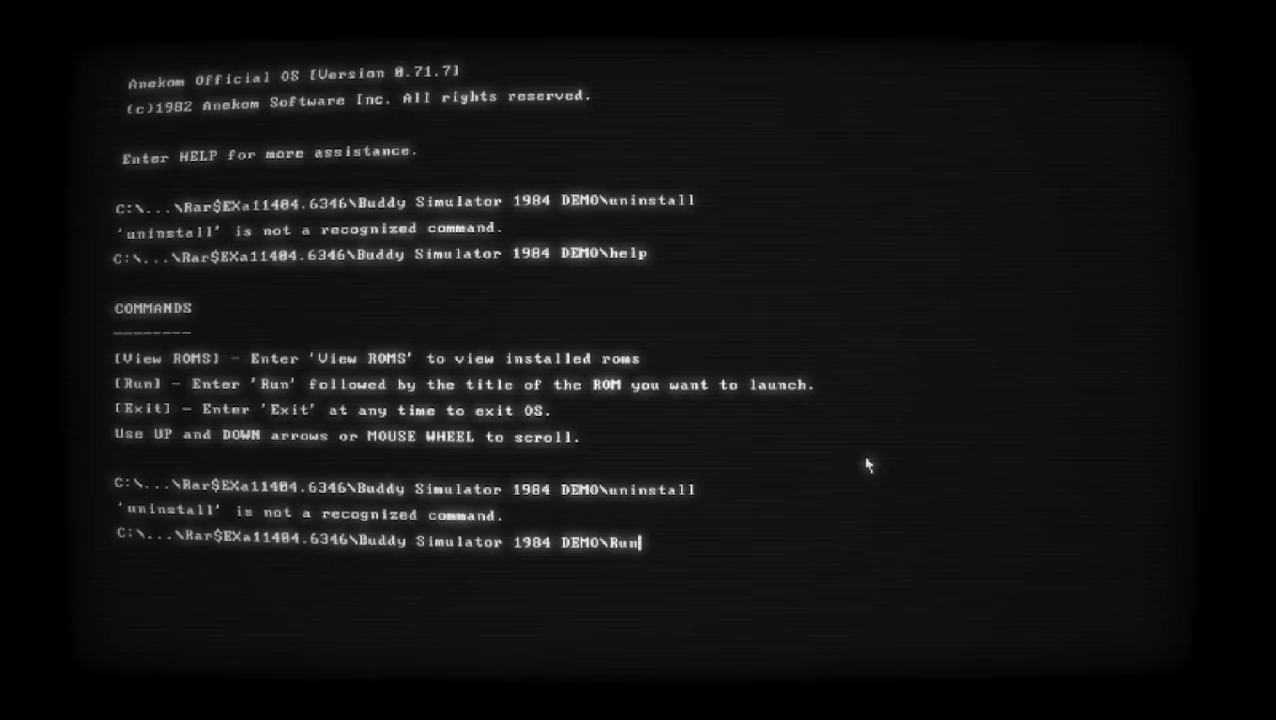 Anekom Official OS [Version 0.71.7]
(c)1982 Anekom Software Inc. All rights reserved.
Enter HELP for more assistance.
C:\...\Rar$EXa11404.6346\Buddy Simulator 1984 DEMO\uninstall
'uninstall' is not a recognized command.
C:\...\Rar$EXa11404.6346\Buddy Simulator 1984 DEMO\help
COMMANDS
--------
[View ROMS] - Enter 'View ROMS' to view installed roms
[Run] - Enter 'Run' followed by the title of the ROM you want to launch.
[Exit] - Enter 'Exit' at any time to exit OS.
Use UP and DOWN arrows or MOUSE WHEEL to scroll.
C:\...\Rar$EXa11404.6346\Buddy Simulator 1984 DEMO\uninstall
'uninstall' is not a recognized command.
C:\...\Rar$EXa11404.6346\Buddy Simulator 1984 DEMO\Run